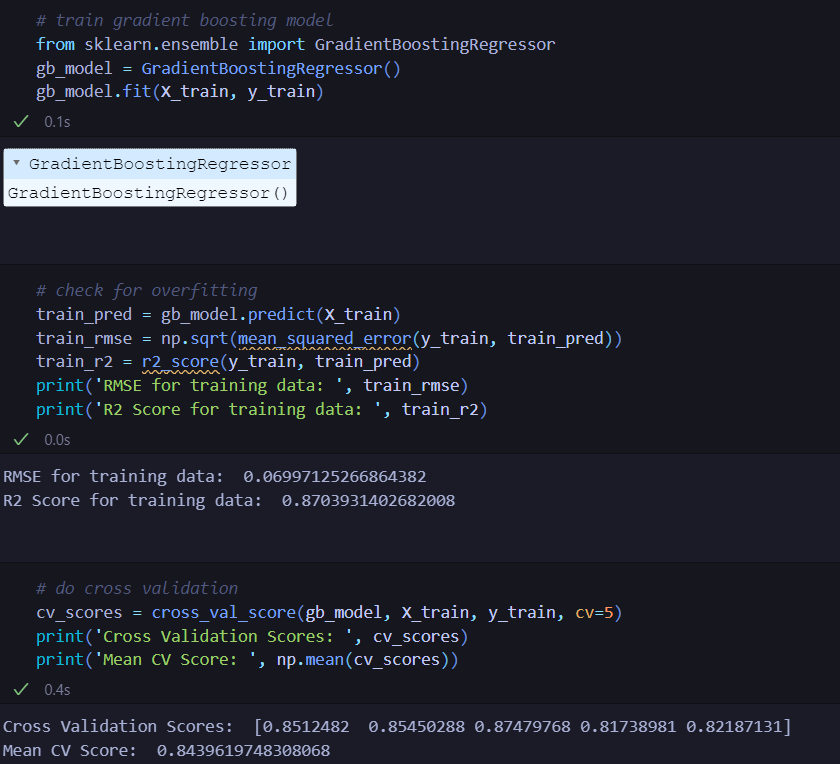 # train gradient boosting model
from sklearn.ensemble import GradientBoostingRegressor
gb_model = GradientBoostingRegressor()
gb_model.fit(X_train, y_train)
0.1s
GradientBoostingRegressor
GradientBoostingRegressor()
# check for overfitting
train_pred = gb_model.predict(X_train)
train_rmse = np.sqrt(mean_squared_error(y_train, train_pred))
train_r2 = r2_score(y_train, train_pred)
print('RMSE for training data: ', train_rmse)
print('R2 Score for training data: ', train_r2)
0.0s
RMSE for training data:  0.06997125266864382
R2 Score for training data:  0.8703931402682008
# do cross validation
cv_scores = cross_val_score(gb_model, X_train, y_train, cv=5)
print('Cross Validation Scores: ', cv_scores)
print('Mean CV Score: ', np.mean(cv_scores))
0.4s
Cross Validation Scores:  [0.8512482  0.85450288 0.87479768 0.81738981 0.82187131]
Mean CV Score:  0.8439619748308068